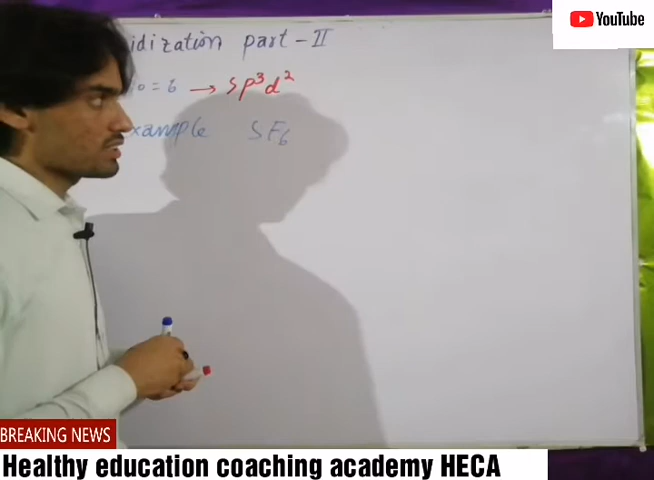 YouTube
idization part - II
o = 6 → sp³d²
xample SF₆
BREAKING NEWS
Healthy education coaching academy HECA